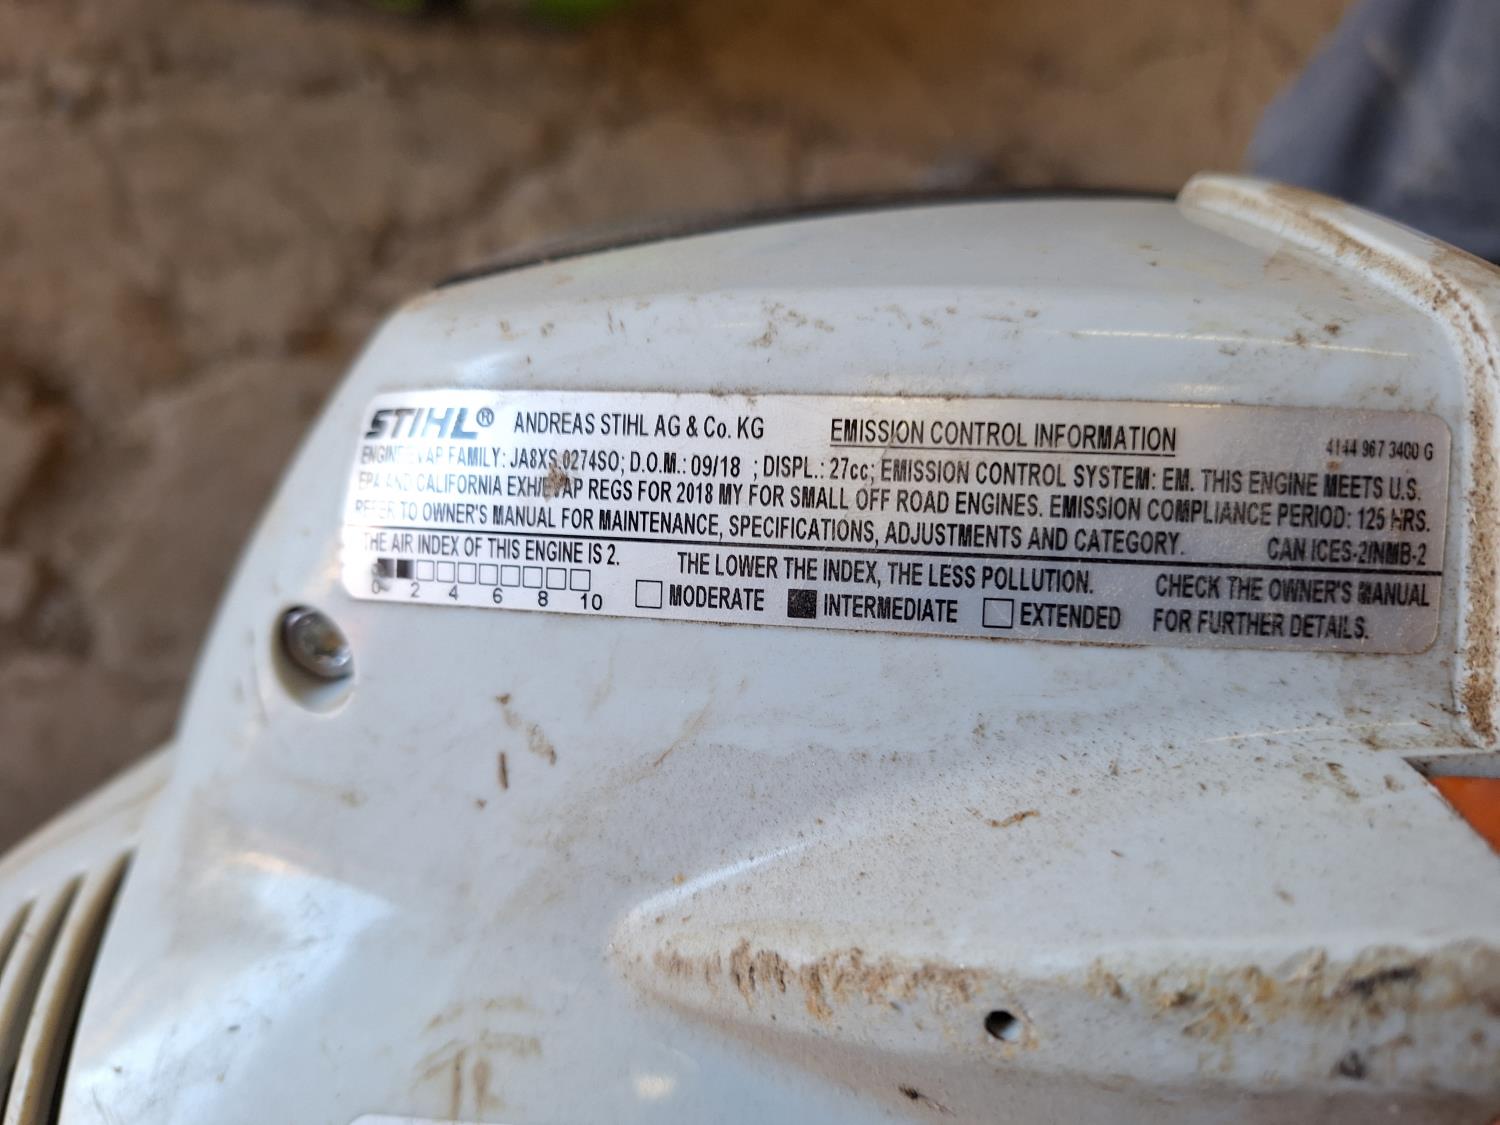 STIHL® ANDREAS STIHL AG & Co. KG EMISSION CONTROL INFORMATION 4144 967 3400 G
ENGINE EVAP FAMILY: JA8XS.0274SO; D.O.M.: 09/18 ; DISPL.: 27cc; EMISSION CONTROL SYSTEM: EM. THIS ENGINE MEETS U.S.
EPA AND CALIFORNIA EXH/EVAP REGS FOR 2018 MY FOR SMALL OFF ROAD ENGINES. EMISSION COMPLIANCE PERIOD: 125 HRS.
REFER TO OWNER'S MANUAL FOR MAINTENANCE, SPECIFICATIONS, ADJUSTMENTS AND CATEGORY. CAN ICES-2/NMB-2
THE AIR INDEX OF THIS ENGINE IS 2. THE LOWER THE INDEX, THE LESS POLLUTION. CHECK THE OWNER'S MANUAL
0 2 4 6 8 10 MODERATE INTERMEDIATE EXTENDED FOR FURTHER DETAILS.